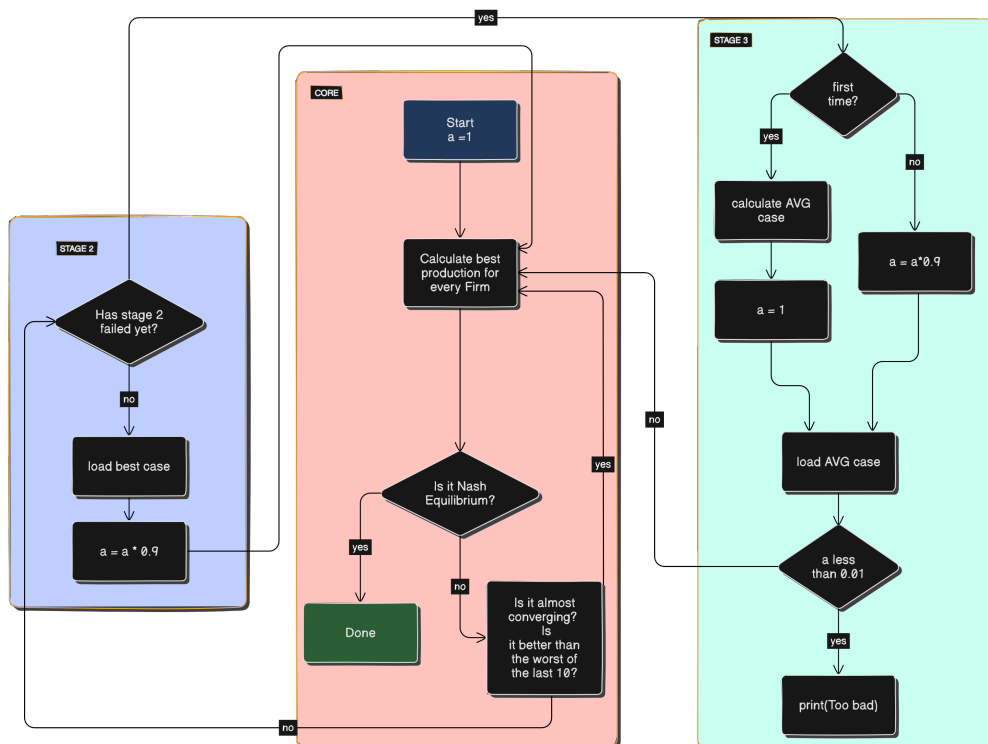 yes
STAGE 3
CORE
first
time?
Start
a =1
yes
no
calculate AVG
case
STAGE 2
Calculate best
production for
every Firm
a = a*0.9
Has stage 2
failed yet?
a = 1
no
no
load best case
Is it Nash
Equilibrium?
yes
load AVG case
a = a * 0.9
yes
no
a less
than 0.01
Is it almost
converging?
Is
it better than
the worst of
the last 10?
Done
yes
print(Too bad)
no